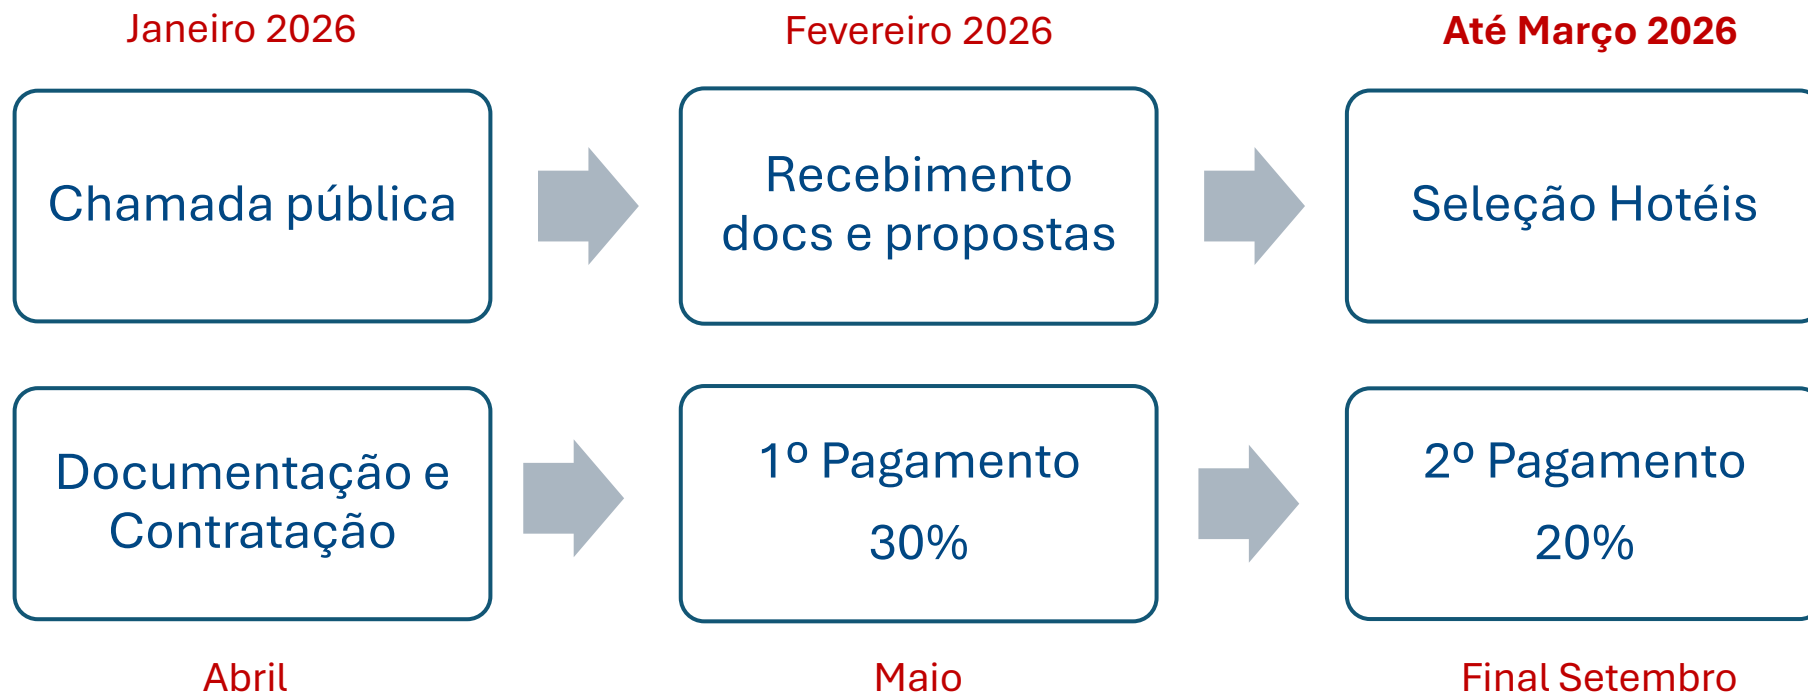 Janeiro 2026
Fevereiro 2026
Até Março 2026
Chamada pública
Recebimento
docs e propostas
Seleção Hotéis
Documentação e
Contratação
1º Pagamento
30%
2º Pagamento
20%
Abril
Maio
Final Setembro